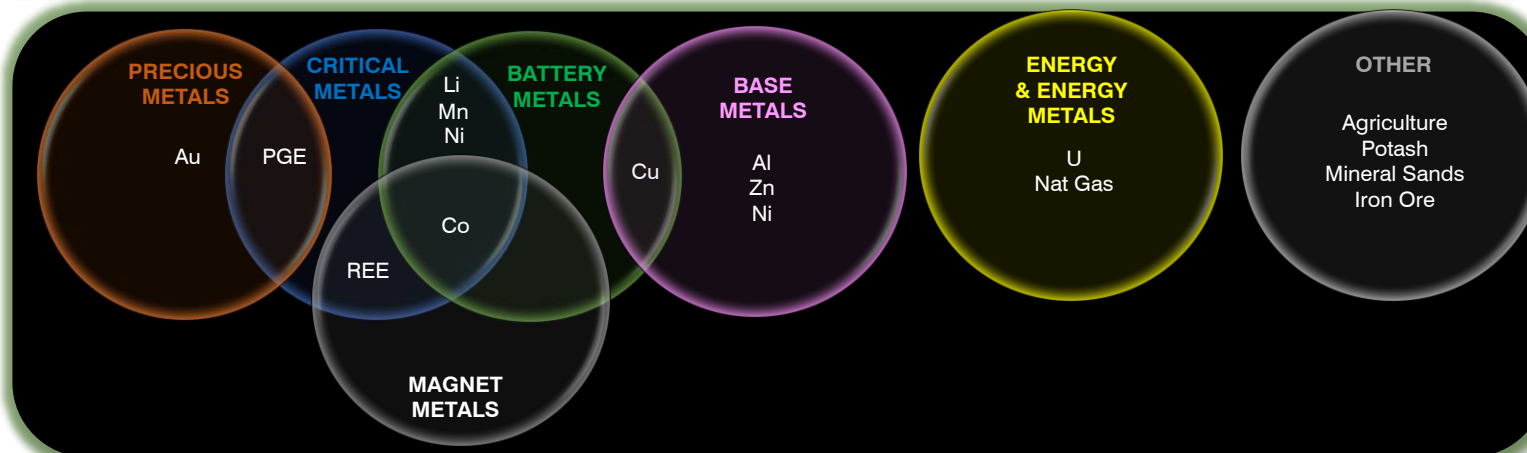 PRECIOUS
METALS
Au
PGE
CRITICAL
METALS
Li
Mn
Ni
Co
REE
BATTERY
METALS
Cu
MAGNET
METALS
BASE
METALS
Al
Zn
Ni
ENERGY
& ENERGY
METALS
U
Nat Gas
OTHER
Agriculture
Potash
Mineral Sands
Iron Ore